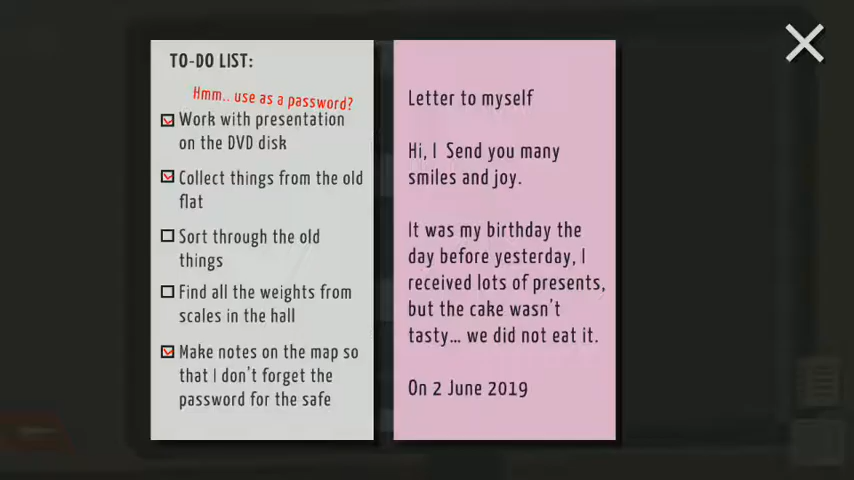 TO-DO LIST:
Hmm.. use as a password?
Work with presentation
on the DVD disk
Collect things from the old
flat
Sort through the old
things
Find all the weights from
scales in the hall
Make notes on the map so
that I don't forget the
password for the safe
Letter to myself
Hi, I Send you many
smiles and joy.
It was my birthday the
day before yesterday, I
received lots of presents,
but the cake wasn't
tasty... we did not eat it.
On 2 June 2019